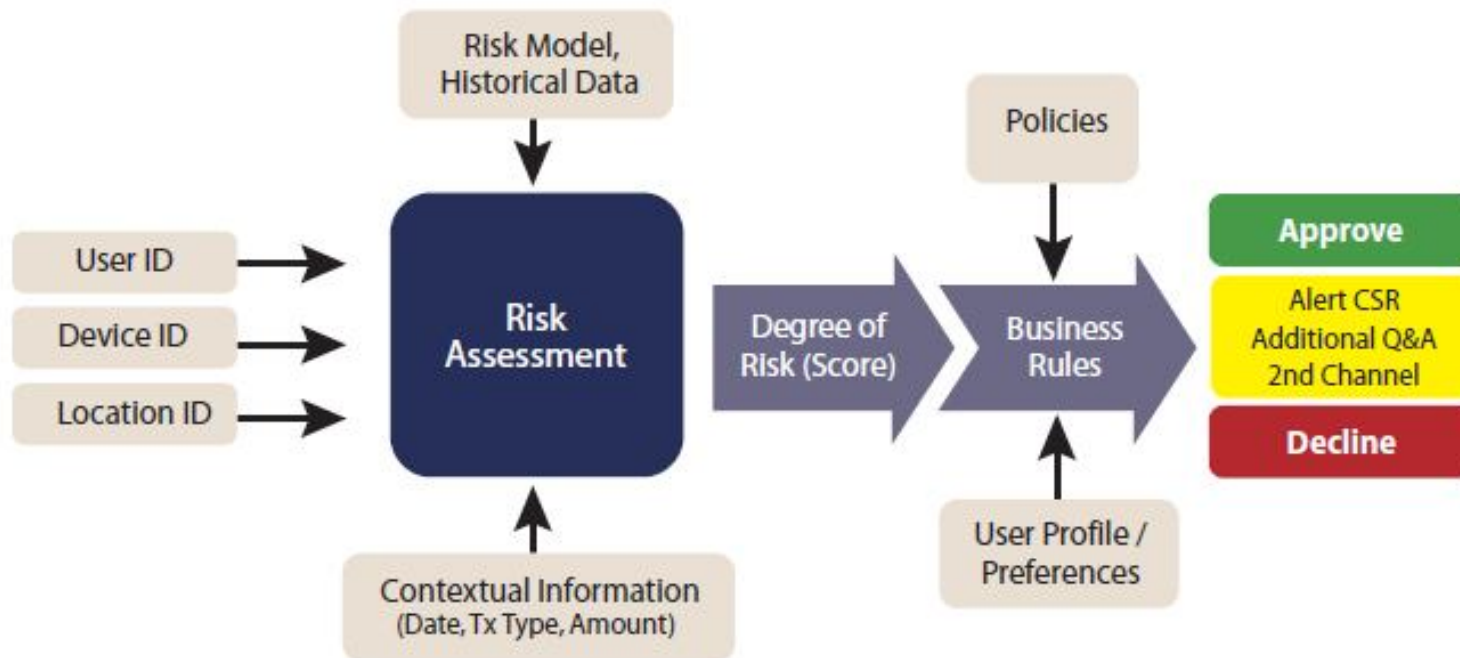 Risk Model,
Historical Data
Policies
User ID
Device ID
Location ID
Risk
Assessment
Degree of
Risk (Score)
Business
Rules
Approve
Alert CSR
Additional Q&A
2nd Channel
Decline
Contextual Information
(Date, Tx Type, Amount)
User Profile /
Preferences